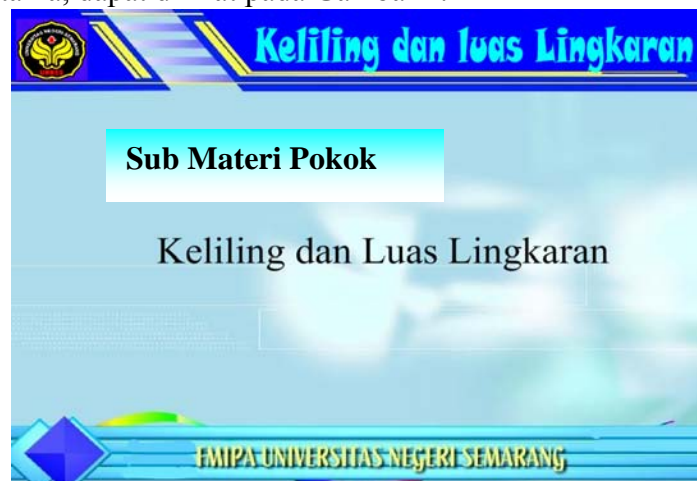 Keliling dan luas Lingkaran
Sub Materi Pokok
Keliling dan Luas Lingkaran
FMIPA UNIVERSITAS NEGERI SEMARANG